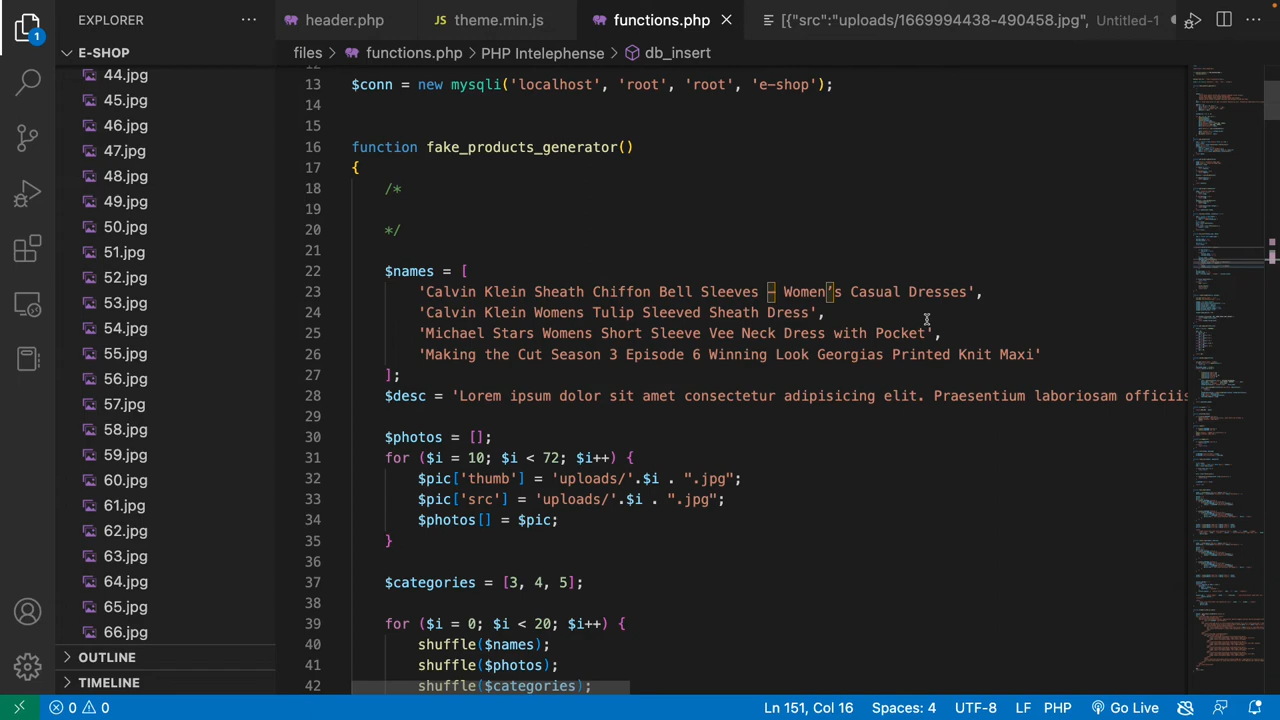 EXPLORER
header.php
theme.min.js
functions.php
[{"src":"uploads/1669994438-490458.jpg", Untitled-1
1
E-SHOP
files
functions.php
PHP Intelephense
db_insert
44.jpg
45.jpg
46.jpg
47.jpg
48.jpg
49.jpg
50.jpg
51.jpg
52.jpg
53.jpg
54.jpg
55.jpg
56.jpg
57.jpg
58.jpg
59.jpg
60.jpg
61.jpg
62.jpg
63.jpg
64.jpg
65.jpg
66.jpg
OUTLINE
TIMELINE
12
13 $conn = new mysqli('localhost', 'root', 'root', 'e-shop');
14
15
16 function fake_products_generator()
17 {
18 /*
19
20 */
21
22 $names = [
23 'Calvin Klein Sheath Chiffon Bell Sleeves – Women’s Casual Dresses',
24 'Calvin Klein Womens Tulip Sleeved Sheath Dress',
25 'Michael Kors Womens Short Sleeve Vee Neck Dress with Pocket',
26 'Making the Cut Season 3 Episode 6 Winning Look Georgias Printed Knit Maxi'
27 ];
28 $desc = 'Lorem ipsum dolor sit amet consectetur adipisicing elit. Praesentium laboriosam officiis
29
30 $photos = [];
31 for ($i = 10; $i < 72; $i++) {
32 $pic['thumb'] = 'uploads/'.$i . ".jpg";
33 $pic['src'] = 'uploads/'.$i . ".jpg";
34 $photos[] = $pic;
35 }
36
37 $categories = [3, 4, 5];
38
39 for ($i = 0; $i < 20; $i++) {
40 shuffle($names);
41 shuffle($photos);
42 shuffle($categories);
0 0
Ln 151, Col 16
Spaces: 4
UTF-8
LF
PHP
Go Live